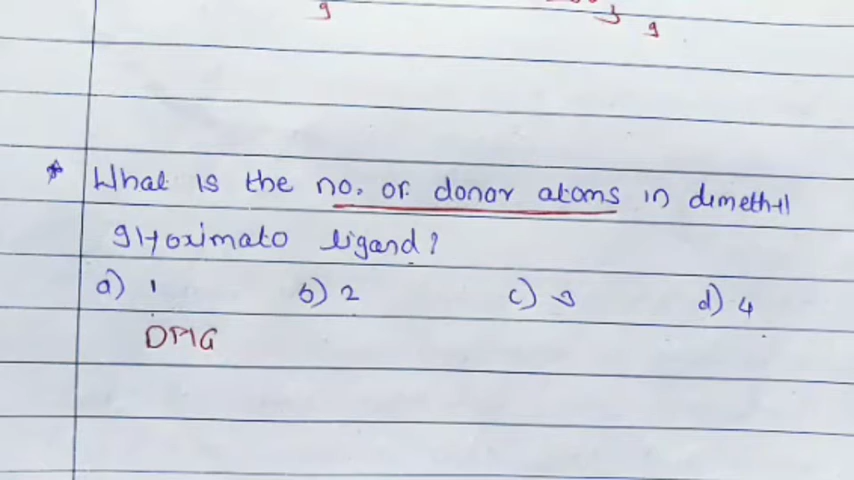 * What is the no. of donor atoms in dimethyl
glyoximato ligand?
a) 1 b) 2 c) 3 d) 4
DMG